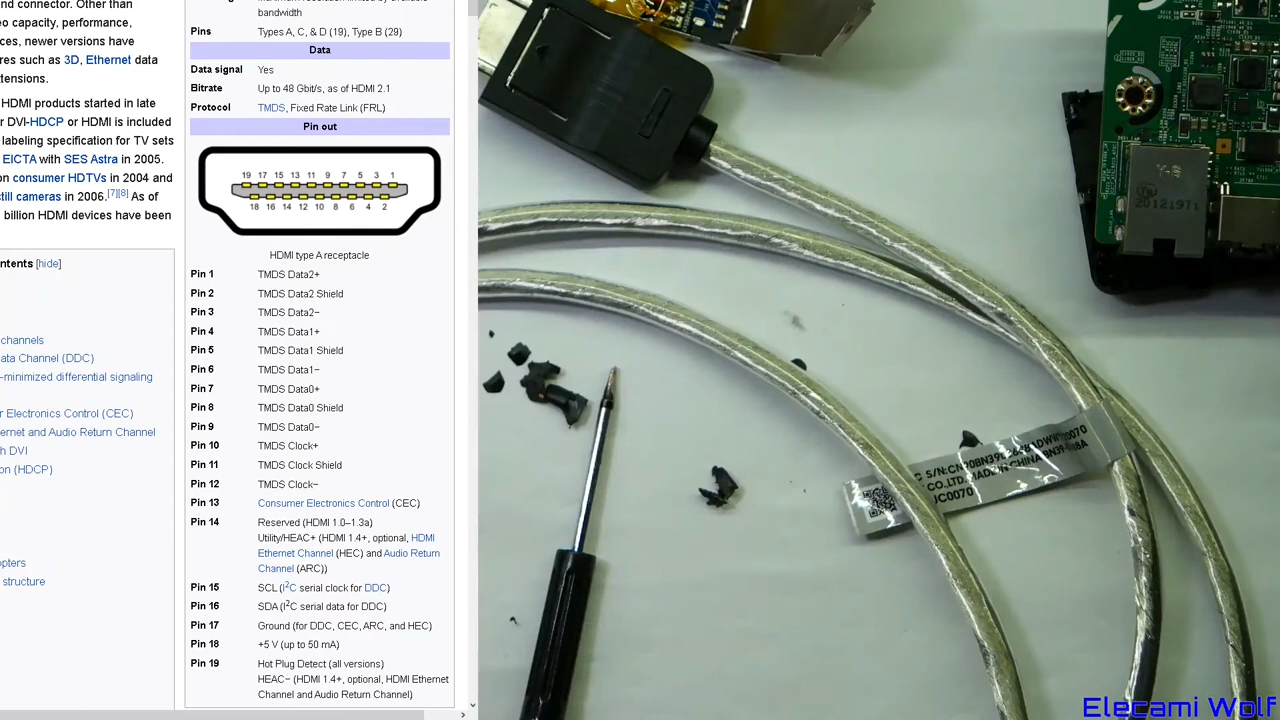 nd connector. Other than
eo capacity, performance,
ces, newer versions have
res such as 3D, Ethernet data
tensions.
HDMI products started in late
r DVI-HDCP or HDMI is included
labeling specification for TV sets
EICTA with SES Astra in 2005.
on consumer HDTVs in 2004 and
still cameras in 2006.[7][8] As of
billion HDMI devices have been
ntents [hide]
channels
ata Channel (DDC)
-minimized differential signaling
r Electronics Control (CEC)
ernet and Audio Return Channel
h DVI
on (HDCP)
opters
structure
bandwidth
Pins Types A, C, & D (19), Type B (29)
Data
Data signal Yes
Bitrate Up to 48 Gbit/s, as of HDMI 2.1
Protocol TMDS, Fixed Rate Link (FRL)
Pin out
19 17 15 13 11 9 7 5 3 1
18 16 14 12 10 8 6 4 2
HDMI type A receptacle
Pin 1 TMDS Data2+
Pin 2 TMDS Data2 Shield
Pin 3 TMDS Data2−
Pin 4 TMDS Data1+
Pin 5 TMDS Data1 Shield
Pin 6 TMDS Data1−
Pin 7 TMDS Data0+
Pin 8 TMDS Data0 Shield
Pin 9 TMDS Data0−
Pin 10 TMDS Clock+
Pin 11 TMDS Clock Shield
Pin 12 TMDS Clock−
Pin 13 Consumer Electronics Control (CEC)
Pin 14 Reserved (HDMI 1.0–1.3a)
Utility/HEAC+ (HDMI 1.4+, optional, HDMI
Ethernet Channel (HEC) and Audio Return
Channel (ARC))
Pin 15 SCL (I2C serial clock for DDC)
Pin 16 SDA (I2C serial data for DDC)
Pin 17 Ground (for DDC, CEC, ARC, and HEC)
Pin 18 +5 V (up to 50 mA)
Pin 19 Hot Plug Detect (all versions)
HEAC− (HDMI 1.4+, optional, HDMI Ethernet
Channel and Audio Return Channel)
CO.,LTD. MADE IN CHINA
JC0070
Elecami Wolf